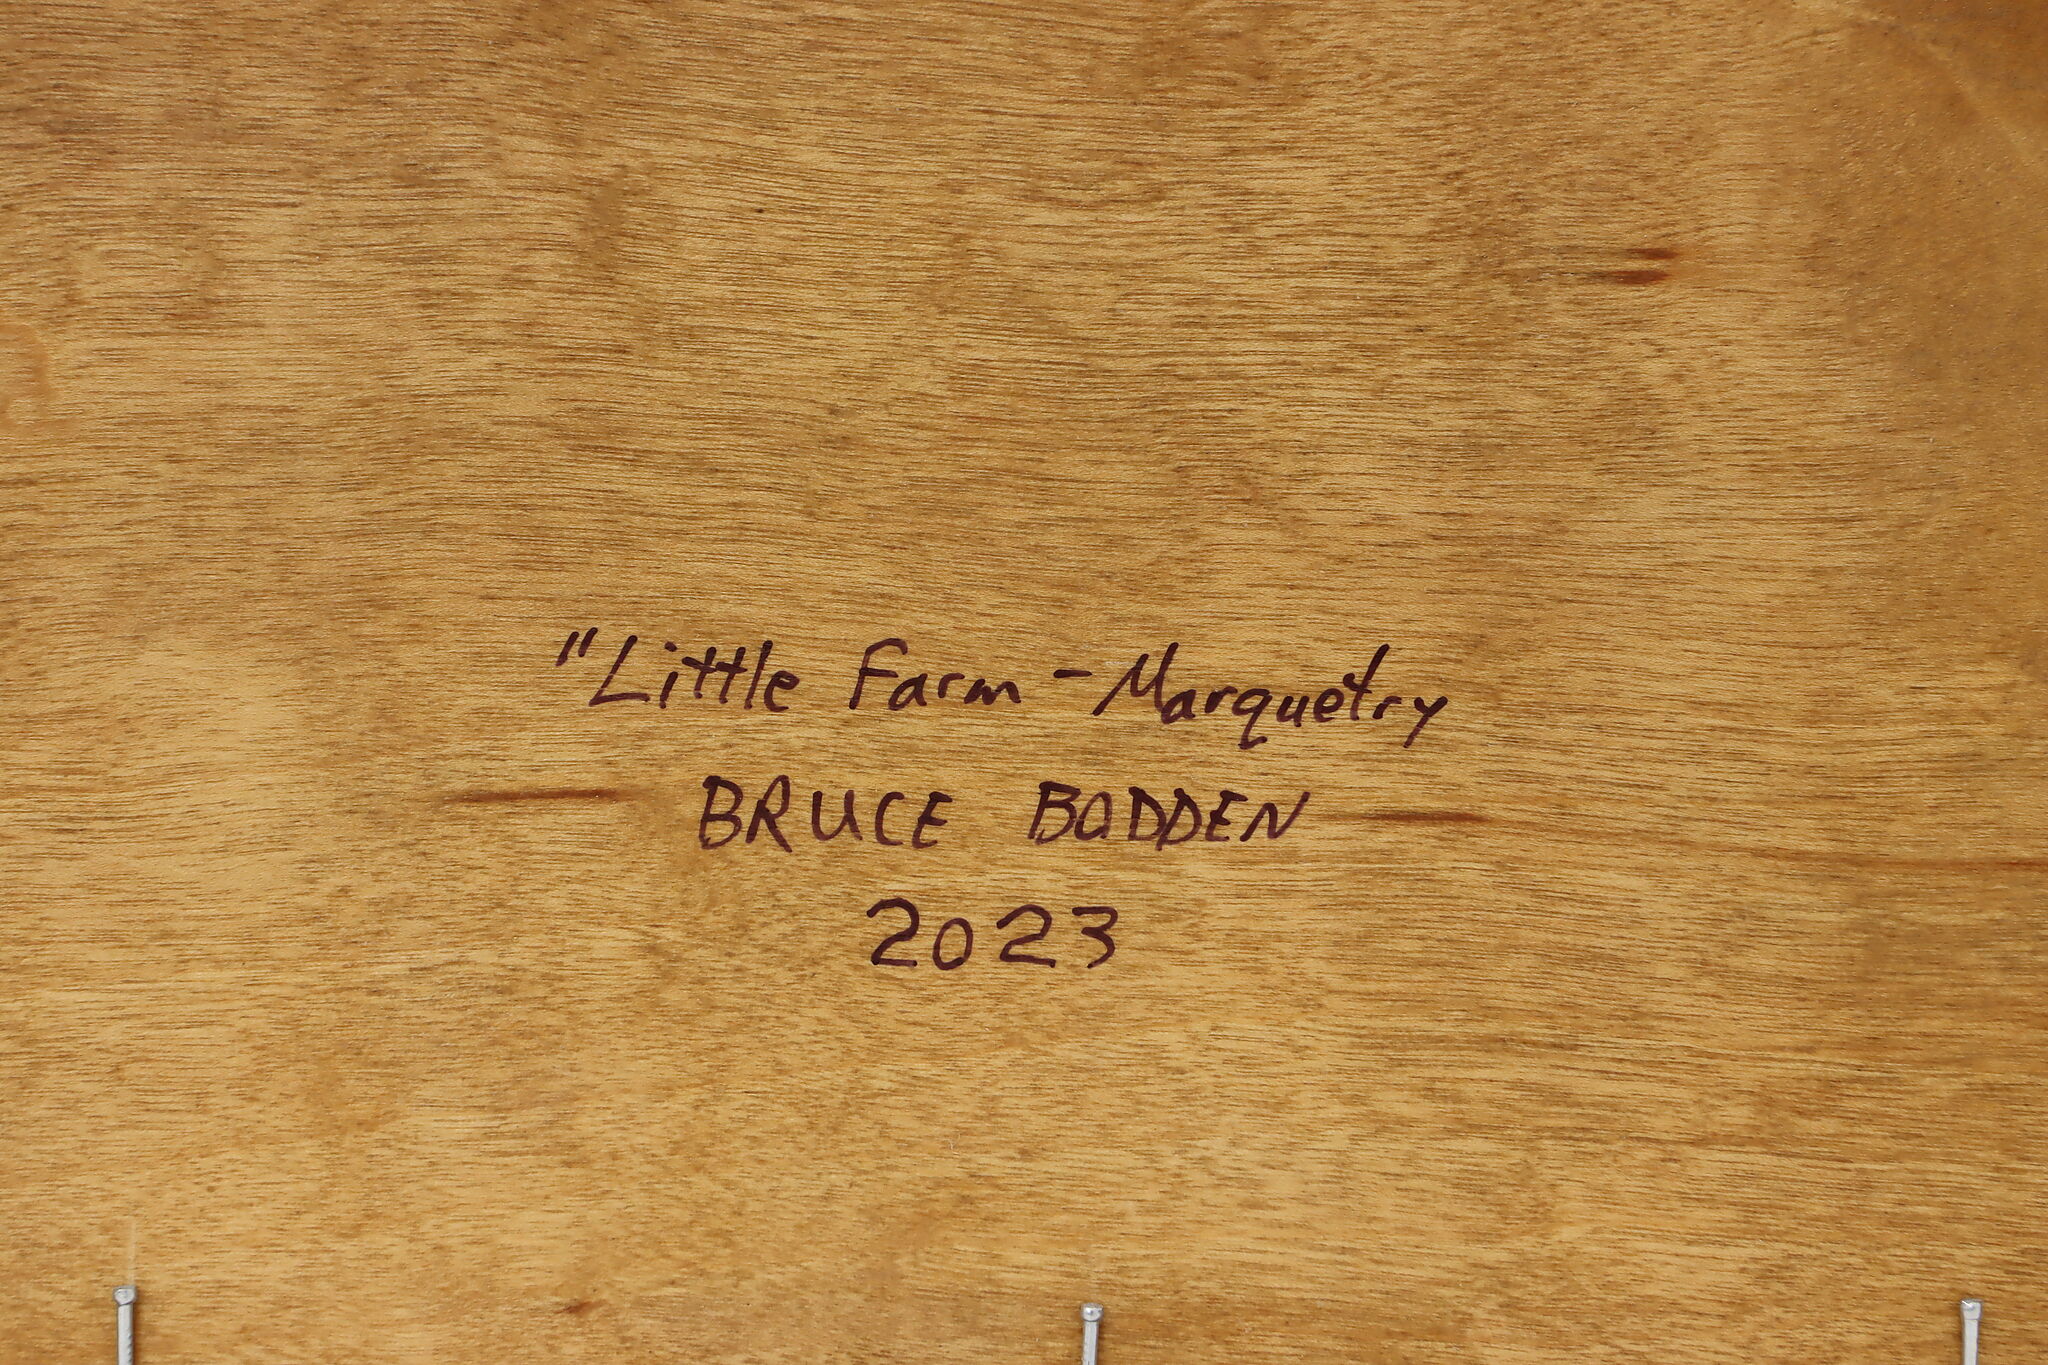 "Little Farm - Marquetry
BRUCE BODDEN
2023